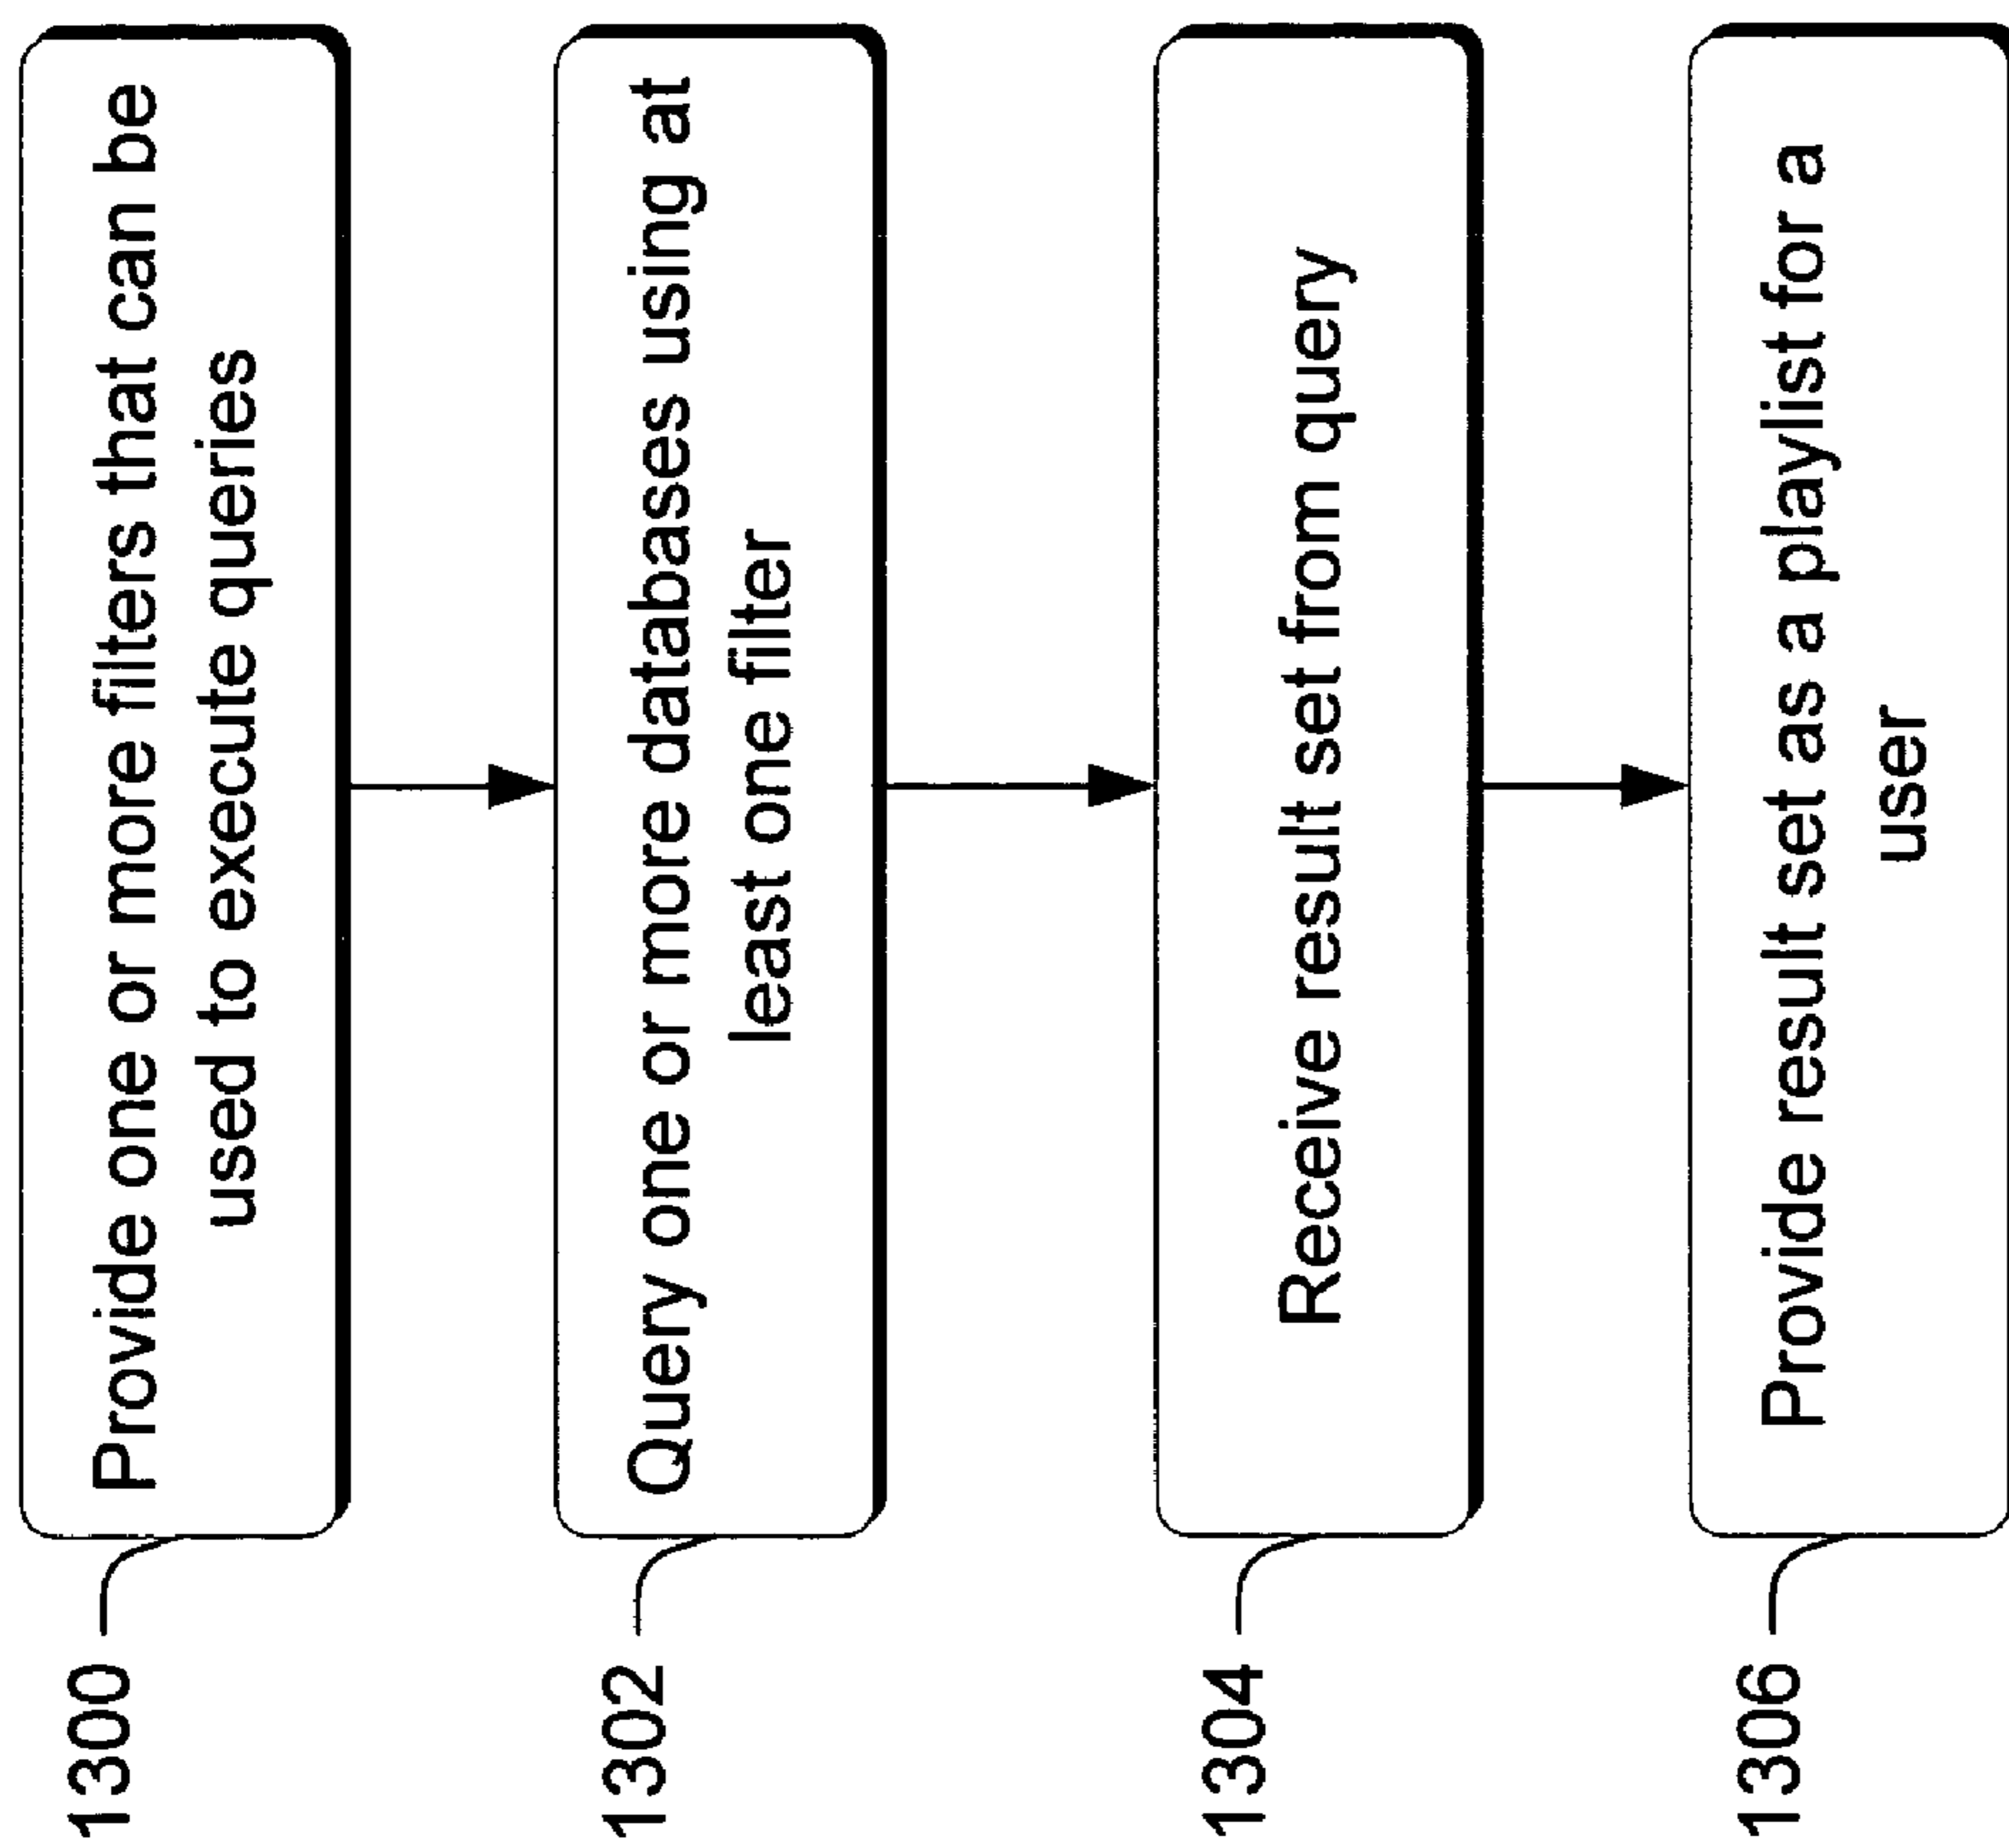 1300
Provide one or more filters that can be
used to execute queries
1302
Query one or more databases using at
least one filter
1304
Receive result set from query
1306
Provide result set as a playlist for a
user